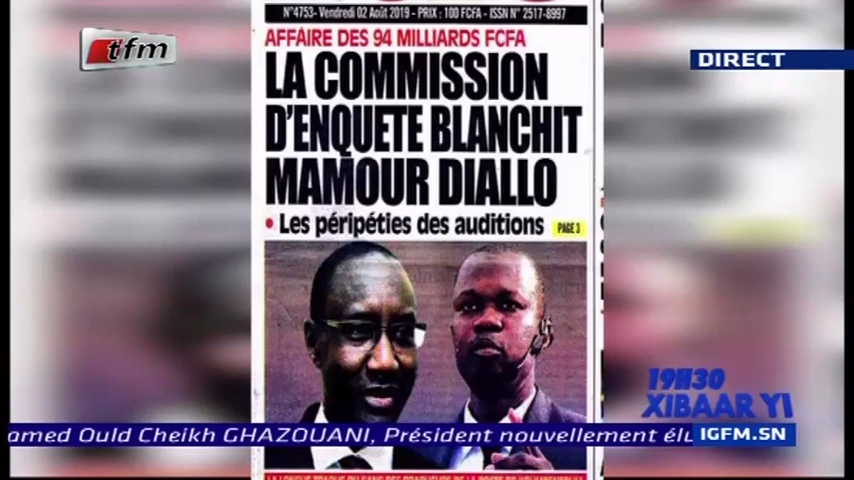 N°4753 - Vendredi 02 Août 2019 - PRIX : 100 FCFA - ISSN N° 2517-8997
tfm
AFFAIRE DES 94 MILLIARDS FCFA
DIRECT
LA COMMISSION
D'ENQUETE BLANCHIT
MAMOUR DIALLO
• Les péripéties des auditions PAGE 3
19H30
XIBAAR YI
amed Ould Cheikh GHAZOUANI, Président nouvellement élu
IGFM.SN